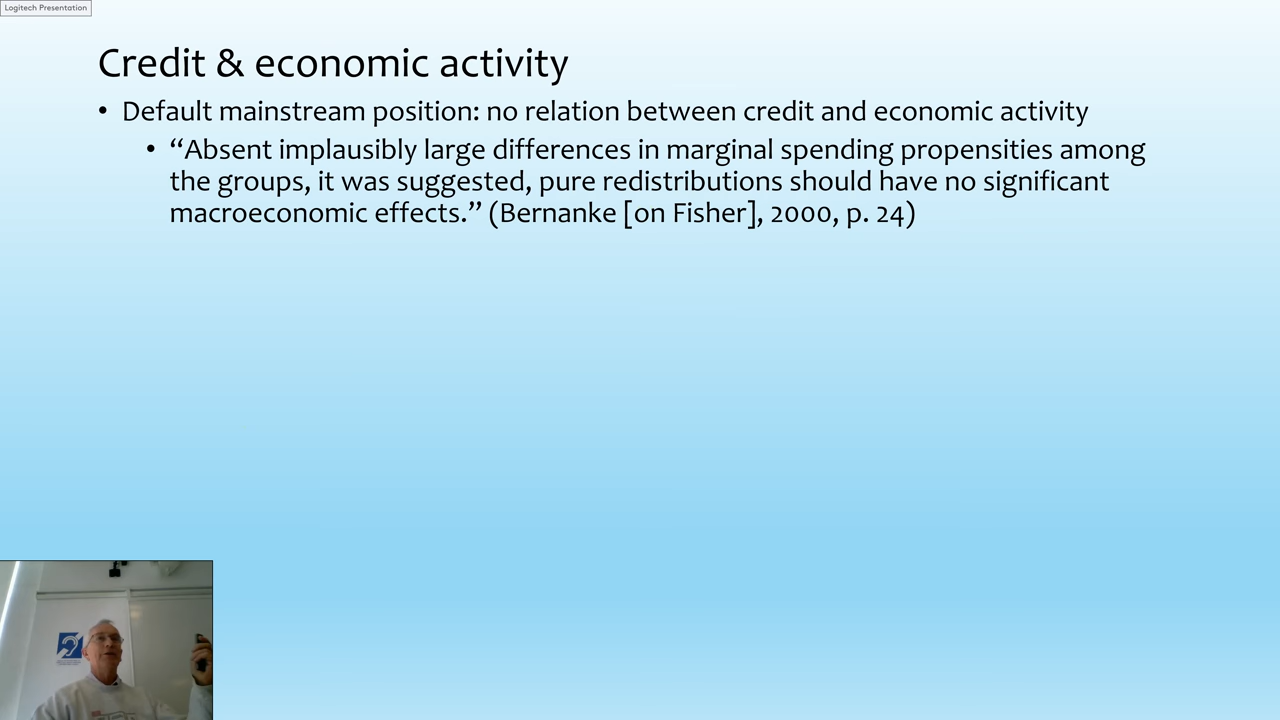 Logitech Presentation
Credit & economic activity
• Default mainstream position: no relation between credit and economic activity
• “Absent implausibly large differences in marginal spending propensities among
the groups, it was suggested, pure redistributions should have no significant
macroeconomic effects.” (Bernanke [on Fisher], 2000, p. 24)